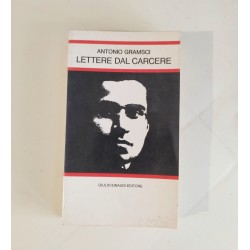 ANTONIO GRAMSCI
LETTERE DAL CARCERE
GIULIO EINAUDI EDITORE